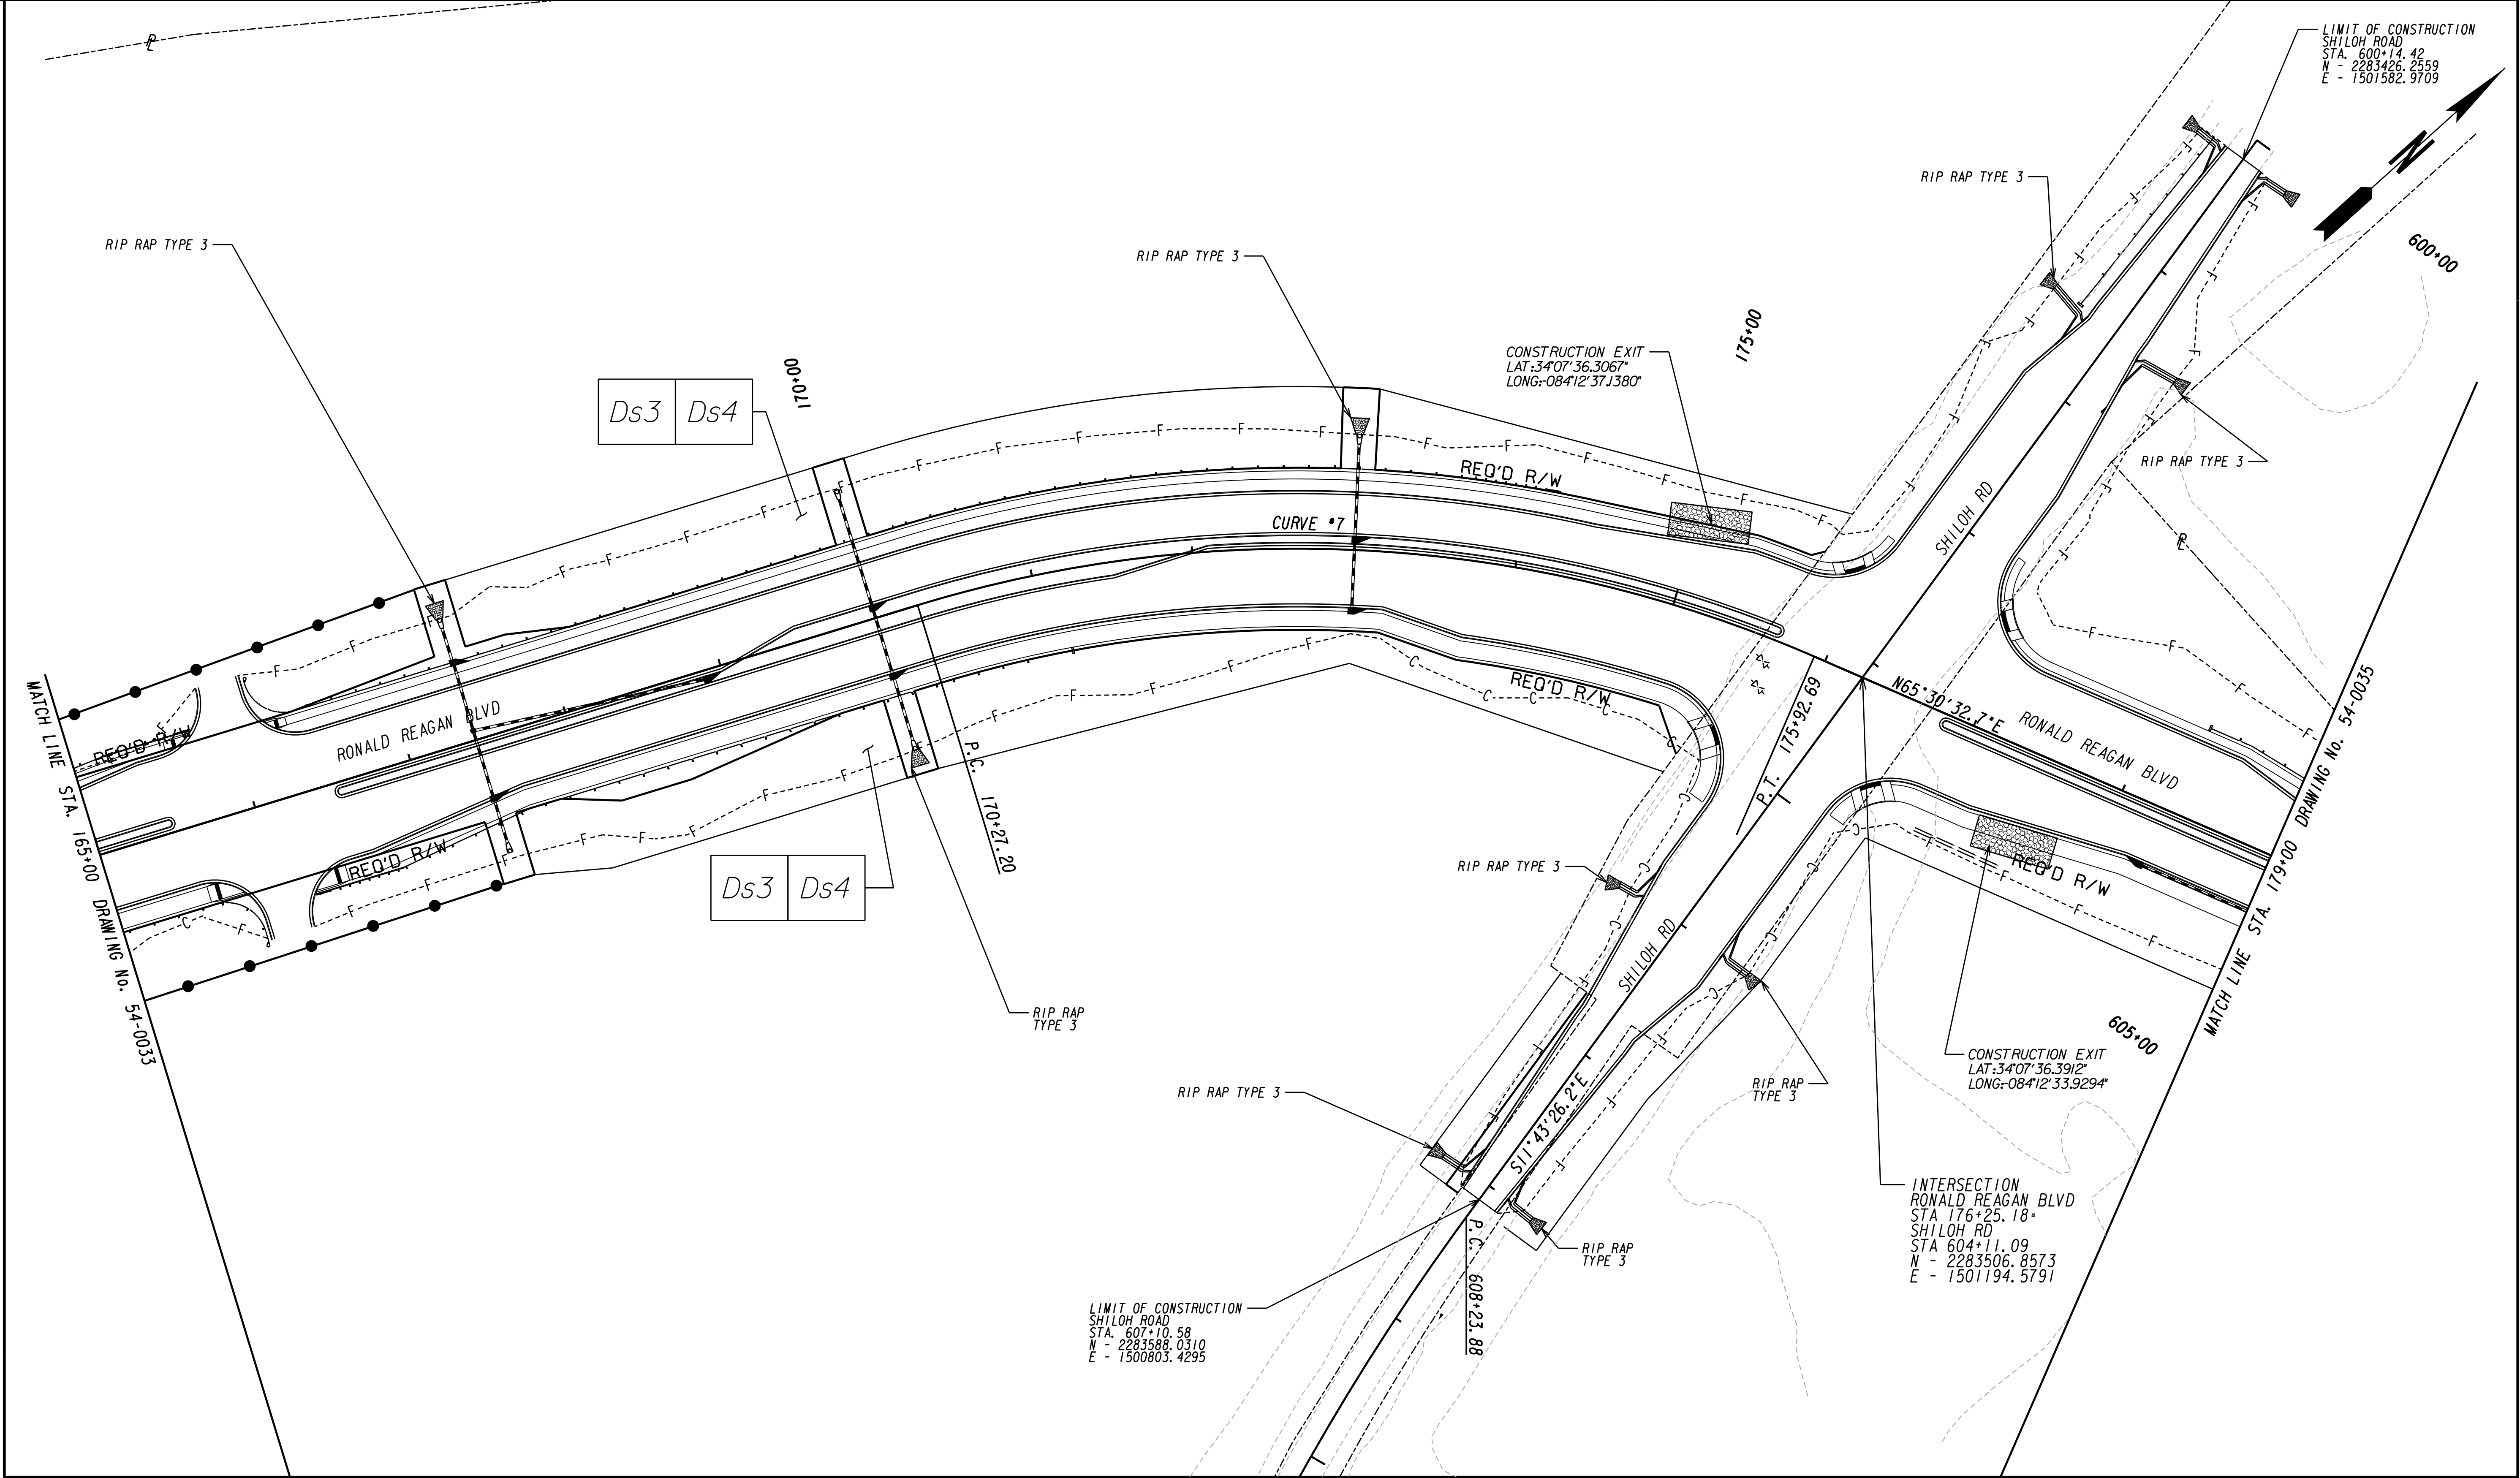 LIMIT OF CONSTRUCTION
SHILOH ROAD
STA. 600+14.42
N - 2283426.2559
E - 1501582.9709
N
600+00
RIP RAP TYPE 3
RIP RAP TYPE 3
RIP RAP TYPE 3
RIP RAP TYPE 3
CONSTRUCTION EXIT
LAT:34°07'36.3067"
LONG:-084°12'37.1380"
175+00
170+00
Ds3 Ds4
REQ'D R/W
CURVE #7
SHILOH RD
REQ'D R/W
P.T. 175+92.69
N65°30'32.7"E
RONALD REAGAN BLVD
MATCH LINE STA. 179+00 DRAWING No. 54-0035
MATCH LINE STA. 165+00 DRAWING No. 54-0033
REQ'D R/W
RONALD REAGAN BLVD
REQ'D R/W
P.C. 170+27.20
Ds3 Ds4
RIP RAP
TYPE 3
RIP RAP TYPE 3
REQ'D R/W
SHILOH RD
605+00
CONSTRUCTION EXIT
LAT:34°07'36.3912"
LONG:-084°12'33.9294"
RIP RAP
TYPE 3
RIP RAP TYPE 3
S11°43'26.2"E
INTERSECTION
RONALD REAGAN BLVD
STA 176+25.18=
SHILOH RD
STA 604+11.09
N - 2283506.8573
E - 1501194.5791
RIP RAP
TYPE 3
P.C. 608+23.88
LIMIT OF CONSTRUCTION
SHILOH ROAD
STA. 607+10.58
N - 2283588.0310
E - 1500803.4295